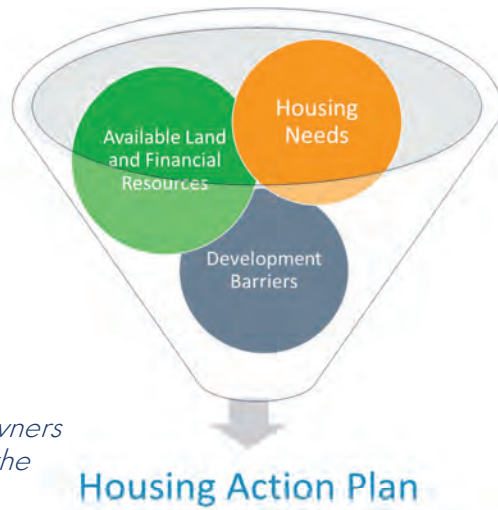 Housing
Needs
Available Land
and Financial
Resources
Development
Barriers
Housing Action Plan